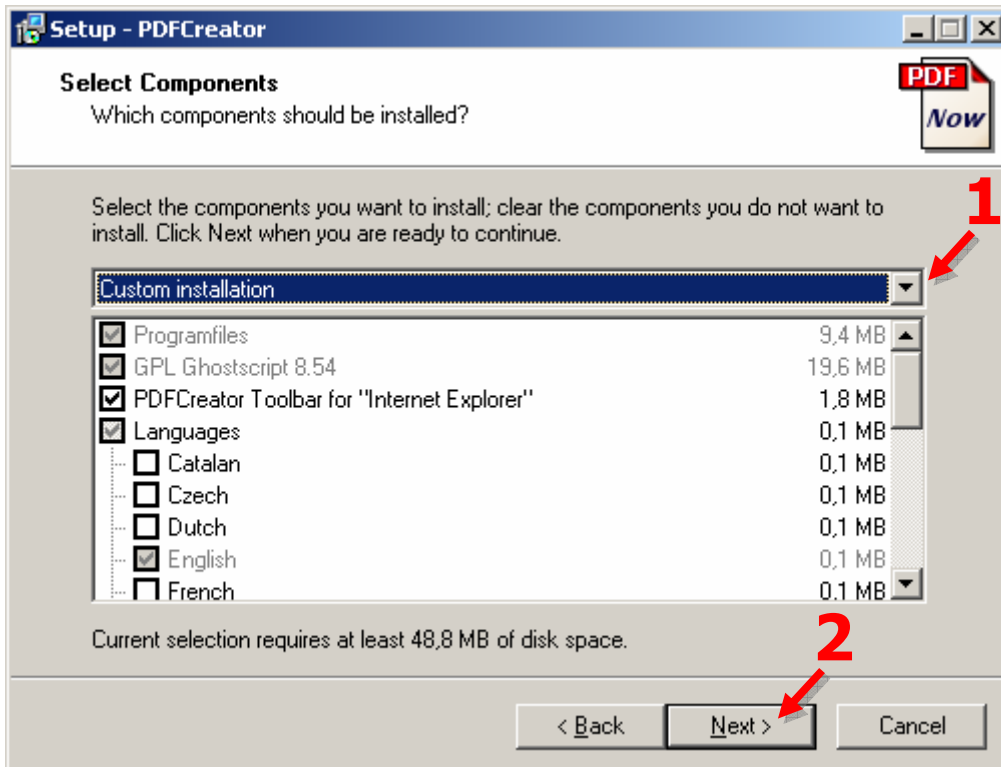 Setup - PDFCreator
Select Components
Which components should be installed?
PDF
Now
1
Select the components you want to install; clear the components you do not want to
install. Click Next when you are ready to continue.
Custom installation
Programfiles 9,4 MB
GPL Ghostscript 8.54 19,6 MB
PDFCreator Toolbar for "Internet Explorer" 1,8 MB
Languages 0,1 MB
Catalan 0,1 MB
Czech 0,1 MB
Dutch 0,1 MB
English 0,1 MB
French 0,1 MB
Current selection requires at least 48,8 MB of disk space.
2
< Back Next > Cancel